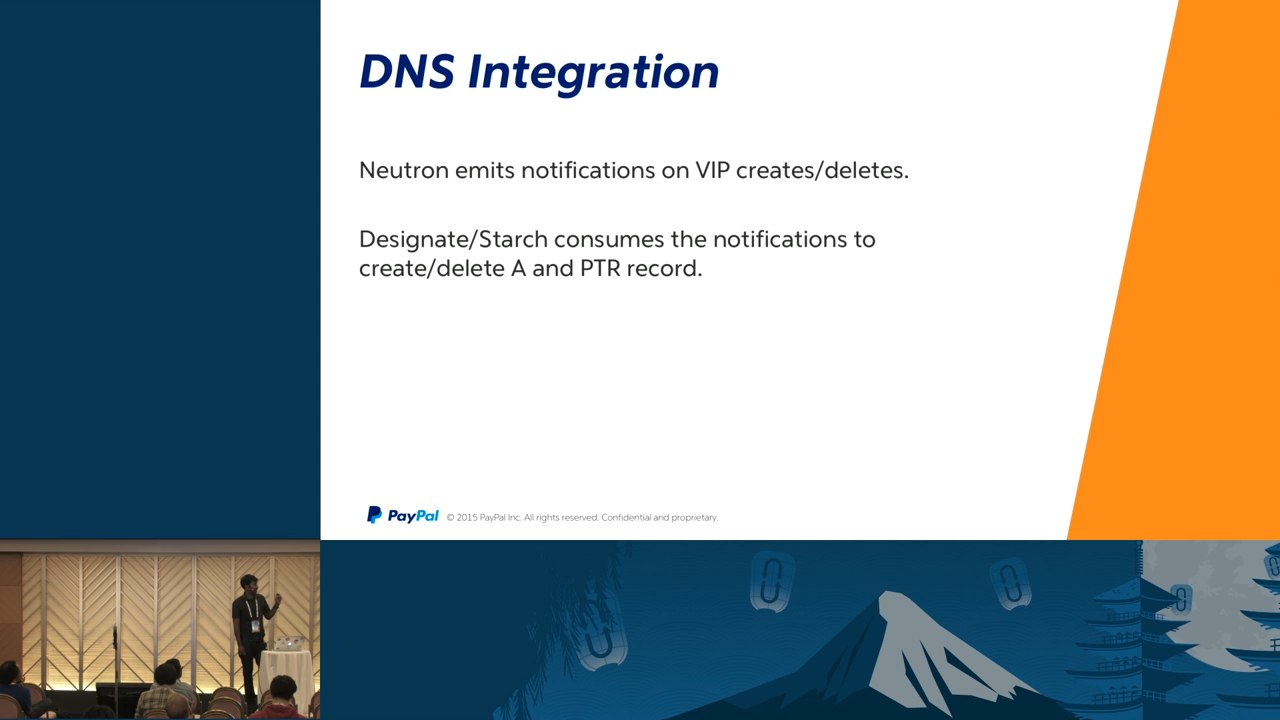 DNS Integration
Neutron emits notifications on VIP creates/deletes.
Designate/Starch consumes the notifications to
create/delete A and PTR record.
PayPal © 2015 PayPal Inc. All rights reserved. Confidential and proprietary.